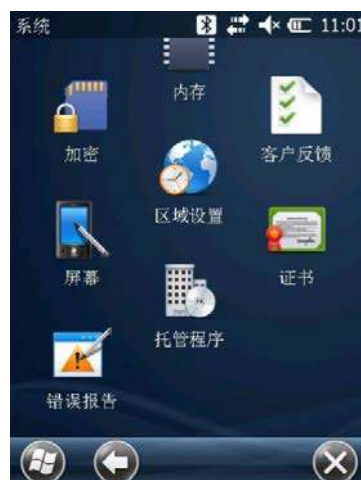 系统 11:01
内存
加密
客户反馈
区域设置
屏幕
证书
托管程序
错误报告